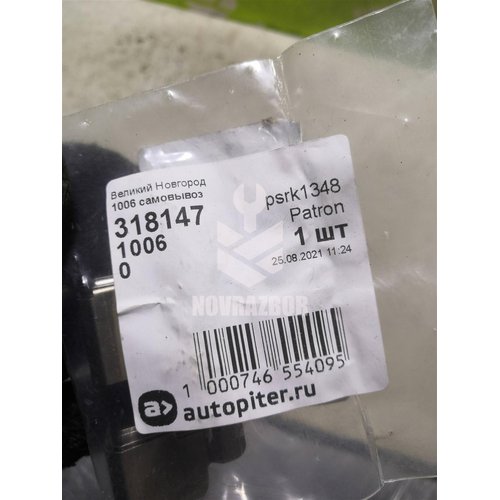 Великий Новгород
1006 самовывоз
318147
1006
0
psrk1348
Patron
1 шт
25.08.2021 11:24
NOVRAZBOR
1 000746 554095
a>
autopiter.ru